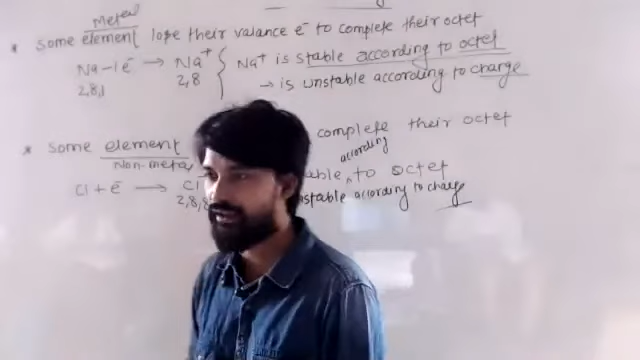 Metal
* Some element lose their valance e⁻ to complete their octet
Na-1e⁻ → Na⁺ { Na⁺ is stable according to octet
2,8,1 2,8 → is unstable according to charge
* Some element complete their octet
Non-metal according
Cl + e⁻ → Cl to octet
2,8,8 according to charge